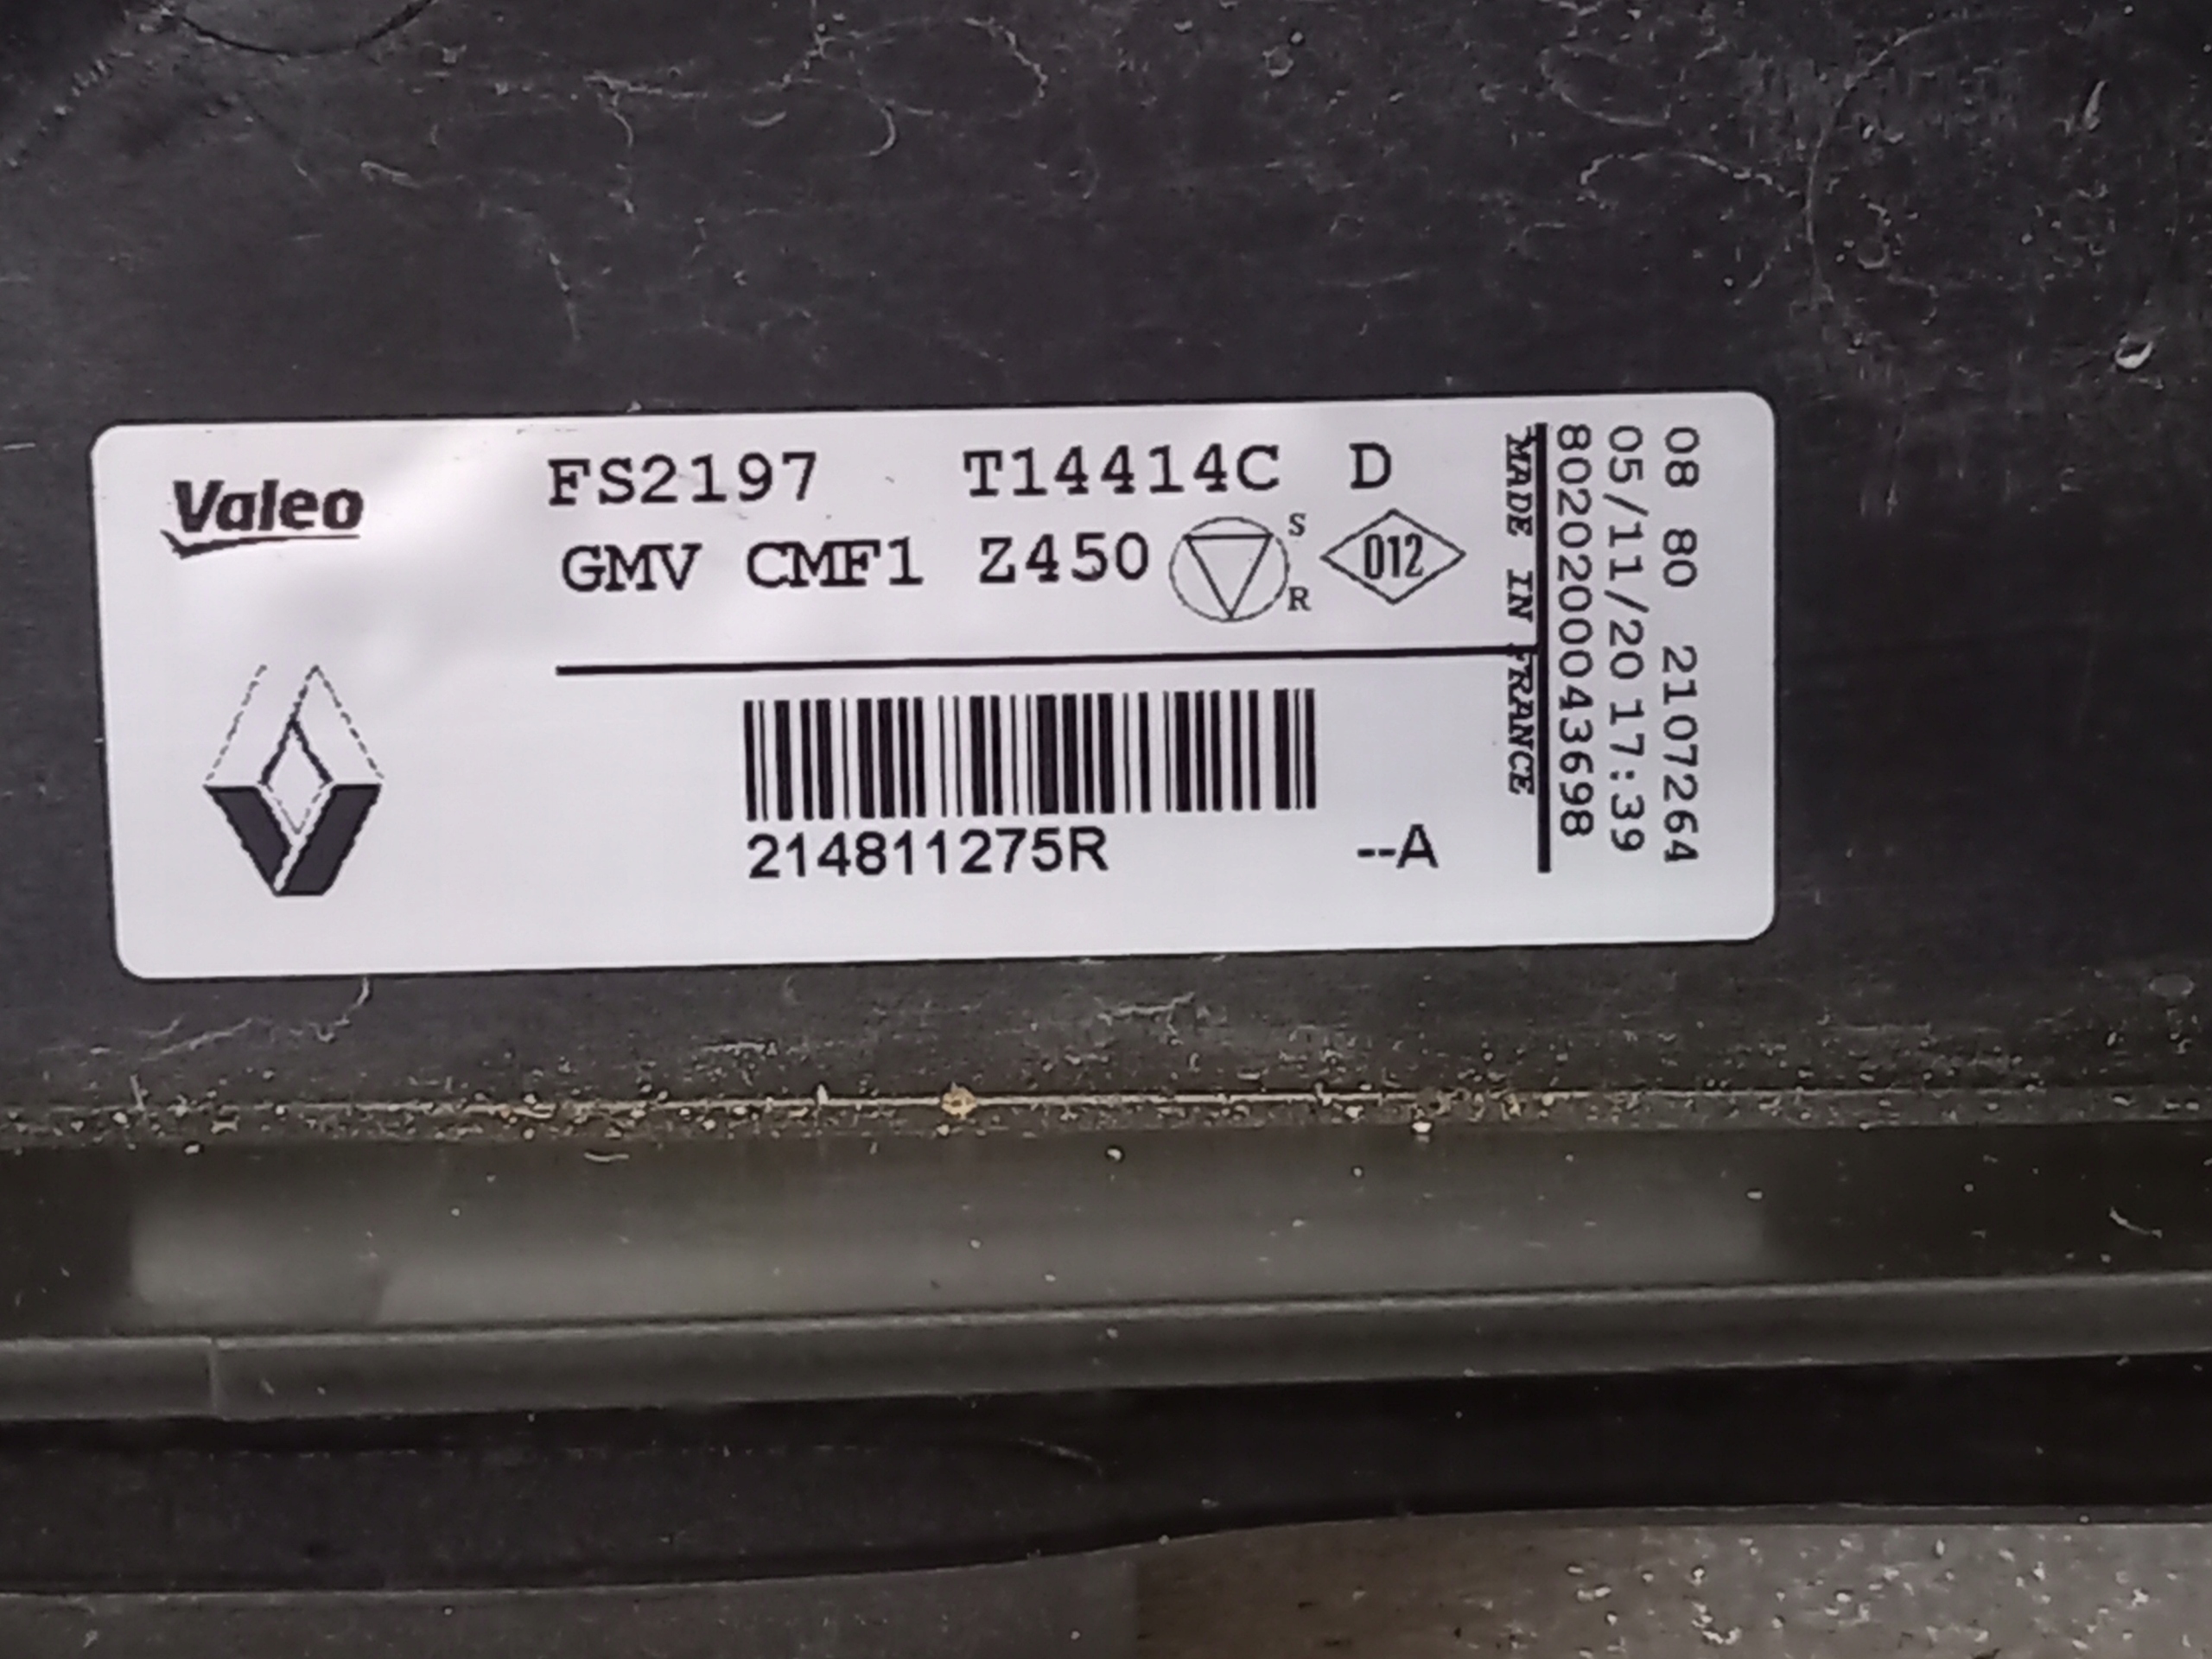 Valeo
FS2197 T14414C D
GMV CMF1 Z450 S R 012
214811275R --A
MADE IN FRANCE
80202000043698
05/11/20 17:39
08 80 2107264